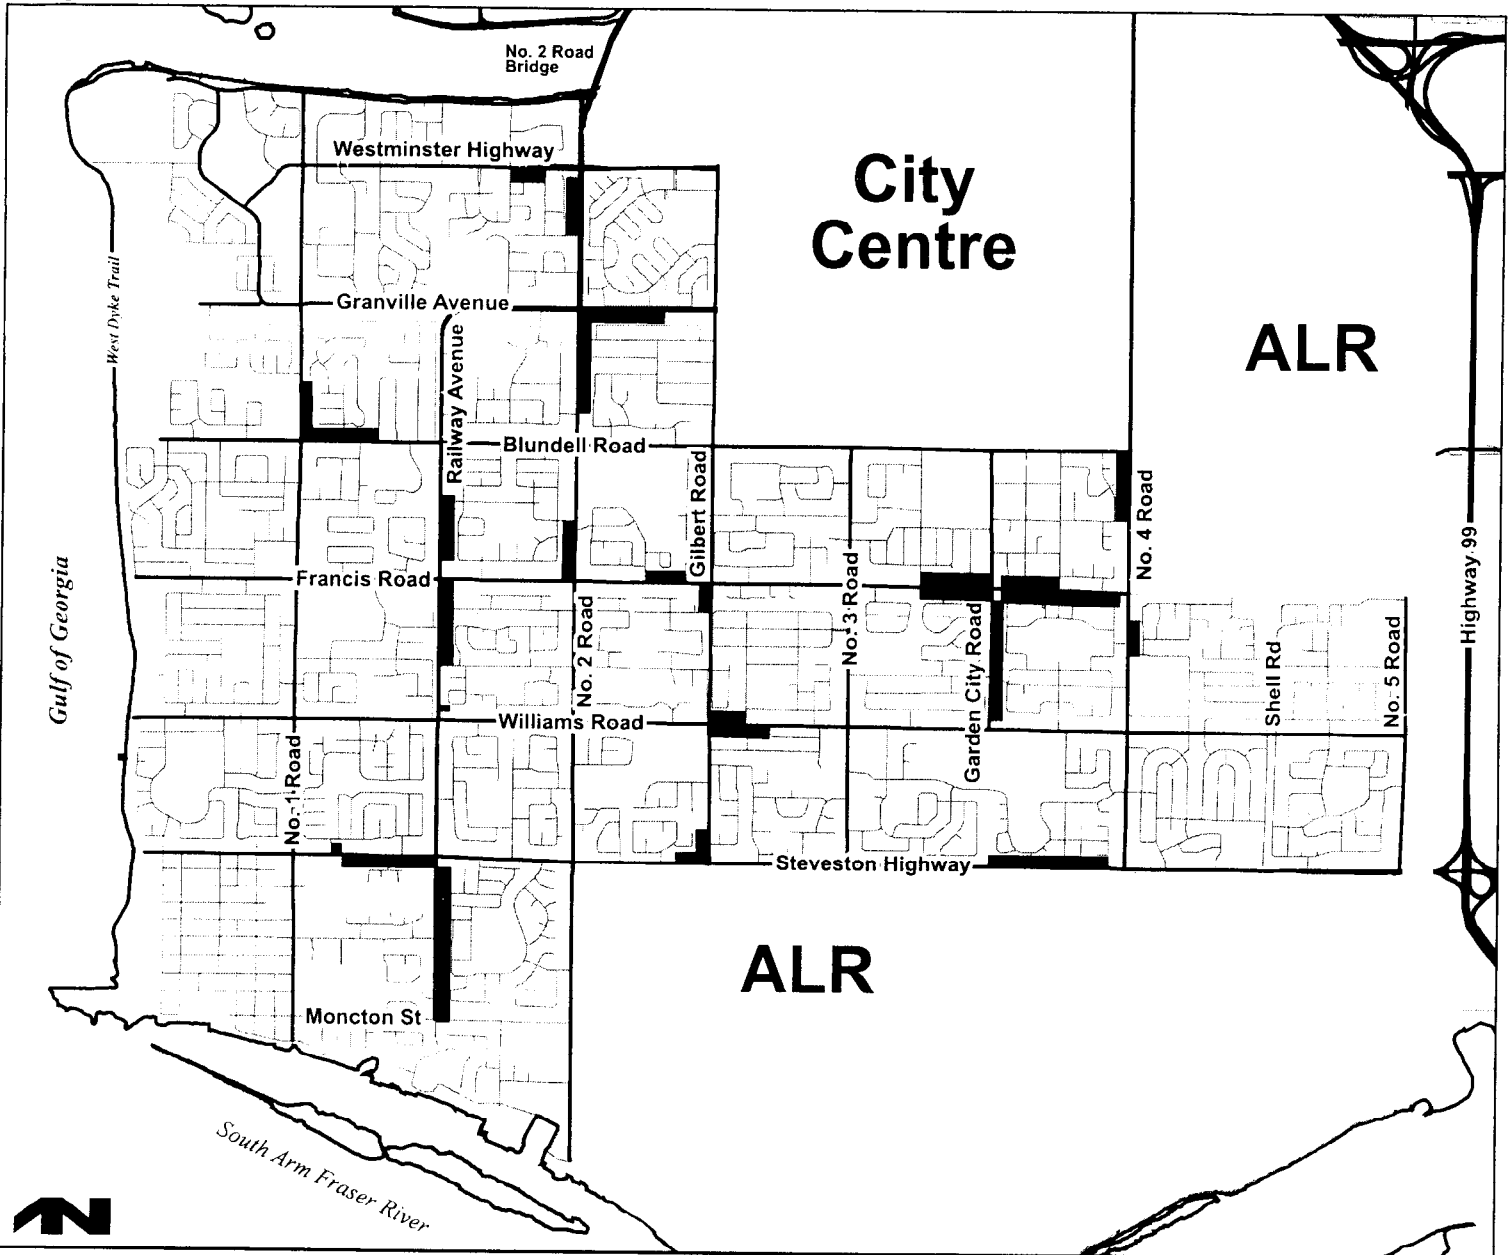 No. 2 Road
Bridge
Westminster Highway
City
Centre
West Dyke Trail
Granville Avenue
Railway Avenue
ALR
Blundell Road
Gilbert Road
No. 4 Road
Gulf of Georgia
Francis Road
No. 2 Road
No. 3 Road
Garden City Road
Shell Rd
No. 5 Road
Highway 99
Williams Road
No. 1 Road
Steveston Highway
ALR
Moncton St
South Arm Fraser River
N